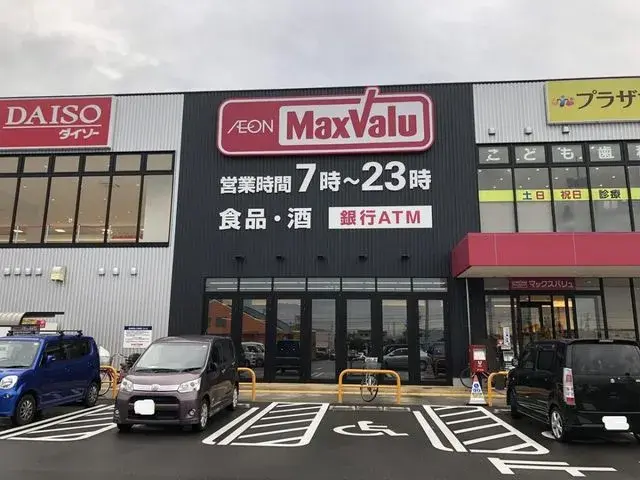 DAISO
ダイソー
ÆON MaxValu
営業時間 7時～23時
食品・酒 銀行ATM
プラザ
こども歯科
土日 祝日 診療
マックスバリュ